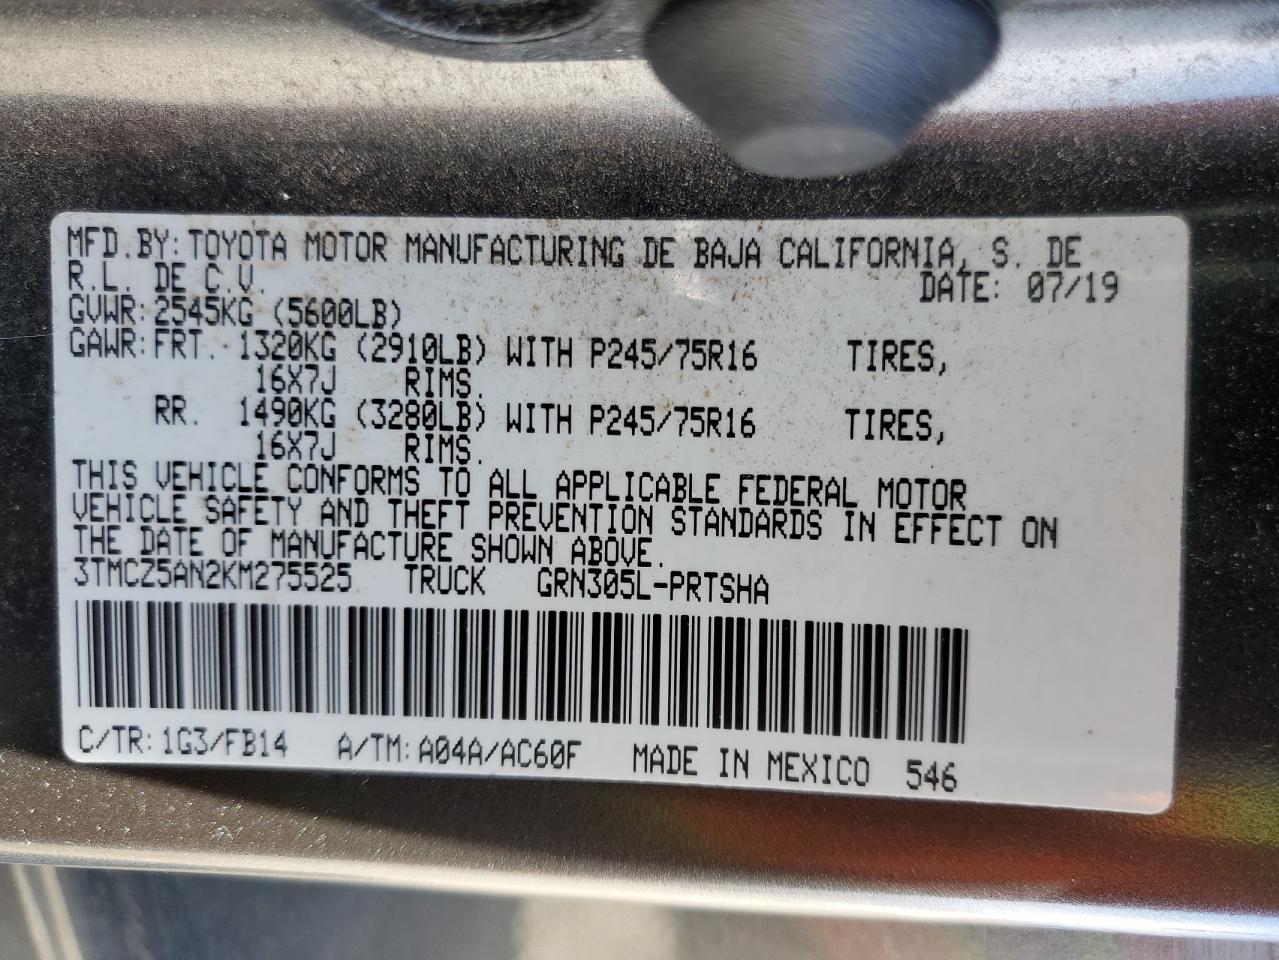 MFD.BY: TOYOTA MOTOR MANUFACTURING DE BAJA CALIFORNIA, S. DE
R.L. DE C.V. DATE: 07/19
GVWR: 2545KG (5600LB)
GAWR: FRT. 1320KG (2910LB) WITH P245/75R16 TIRES,
16X7J RIMS.
RR. 1490KG (3280LB) WITH P245/75R16 TIRES,
16X7J RIMS.
THIS VEHICLE CONFORMS TO ALL APPLICABLE FEDERAL MOTOR
VEHICLE SAFETY AND THEFT PREVENTION STANDARDS IN EFFECT ON
THE DATE OF MANUFACTURE SHOWN ABOVE.
3TMCZ5AN2KM275525 TRUCK GRN305L-PRTSHA
C/TR: 1G3/FB14 A/TM: A04A/AC60F MADE IN MEXICO 546